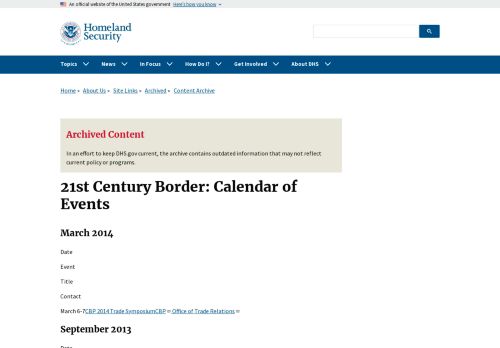 An official website of the United States government Here's how you know
Homeland
Security
Topics News In Focus How Do I? Get Involved About DHS
Home » About Us » Site Links » Archived » Content Archive
Archived Content
In an effort to keep DHS.gov current, the archive contains outdated information that may not reflect
current policy or programs.
21st Century Border: Calendar of
Events
March 2014
Date
Event
Title
Contact
March 6-7CBP 2014 Trade SymposiumCBP Office of Trade Relations
September 2013
Date